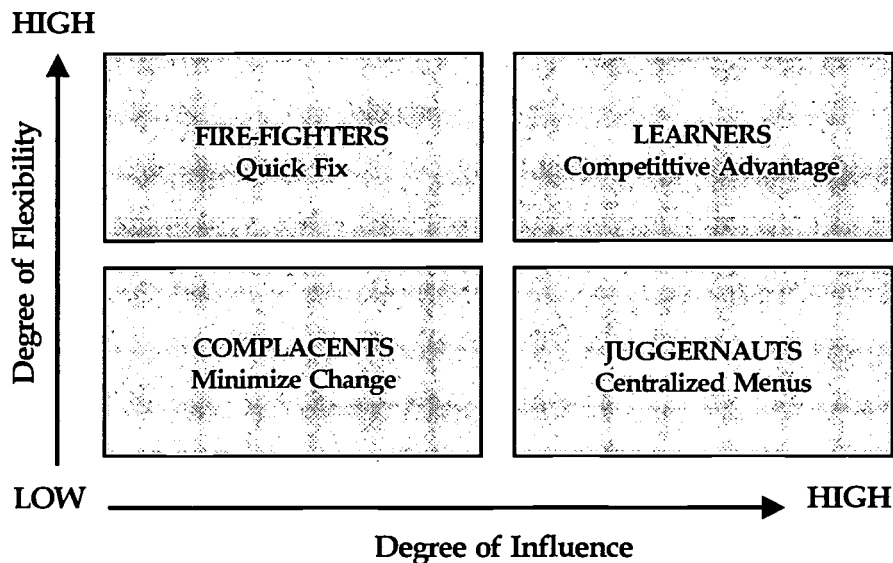 HIGH
FIRE-FIGHTERS
Quick Fix
LEARNERS
Competittive Advantage
Degree of Flexibility
COMPLACENTS
Minimize Change
JUGGERNAUTS
Centralized Menus
LOW
HIGH
Degree of Influence